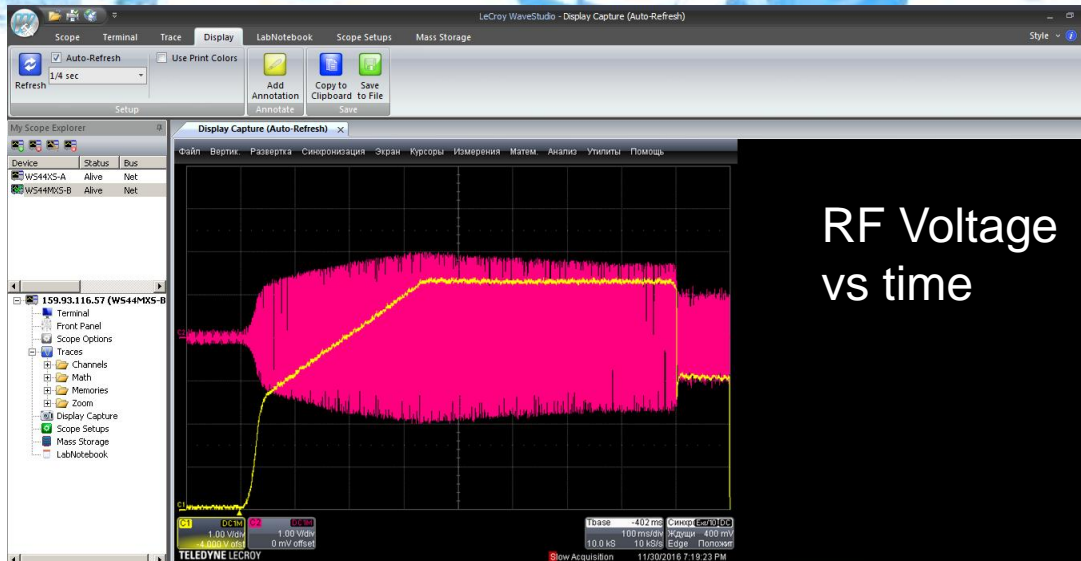 LeCroy WaveStudio - Display Capture (Auto-Refresh)
Scope Terminal Trace Display LabNotebook Scope Setups Mass Storage Style
Auto-Refresh Use Print Colors
1/4 sec
Refresh Add Annotation Copy to Clipboard Save to File
Setup Annotate Save
My Scope Explorer
Display Capture (Auto-Refresh) x
Device Status Bus
WS44XS-A Alive Net
WS44MXS-B Alive Net
Файл Вертик. Развертка Синхронизация Экран Курсоры Измерения Матем. Анализ Утилиты Помощь
RF Voltage
vs time
159.93.116.57 (WS44MXS-B
Terminal
Front Panel
Scope Options
Traces
Channels
Math
Memories
Zoom
Display Capture
Scope Setups
Mass Storage
LabNotebook
C2
C1
C1 DC1M C2 DC1M Tbase -402 ms Синхр
1.00 V/div 1.00 V/div 100 ms/div Ждущи 400 mV
-4.000 V ofst 0 mV offset 10.0 kS 10 kS/s Edge Положит
TELEDYNE LECROY Slow Acquisition 11/30/2016 7:19:23 PM